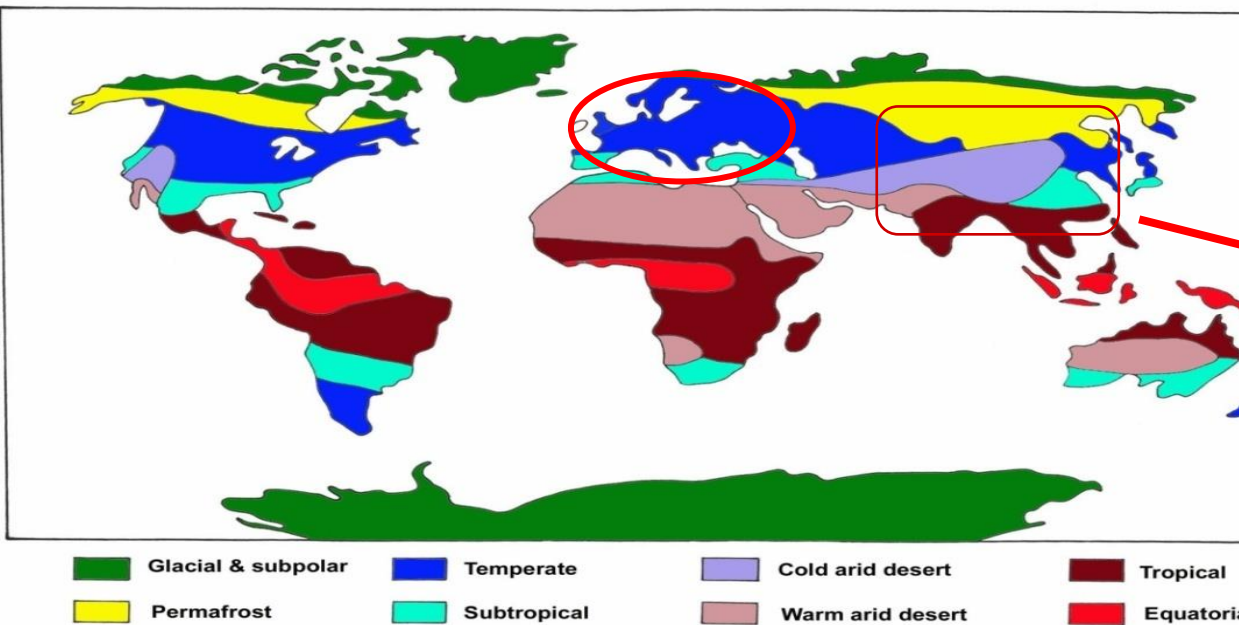 Glacial & subpolar
Temperate
Cold arid desert
Tropical
Permafrost
Subtropical
Warm arid desert